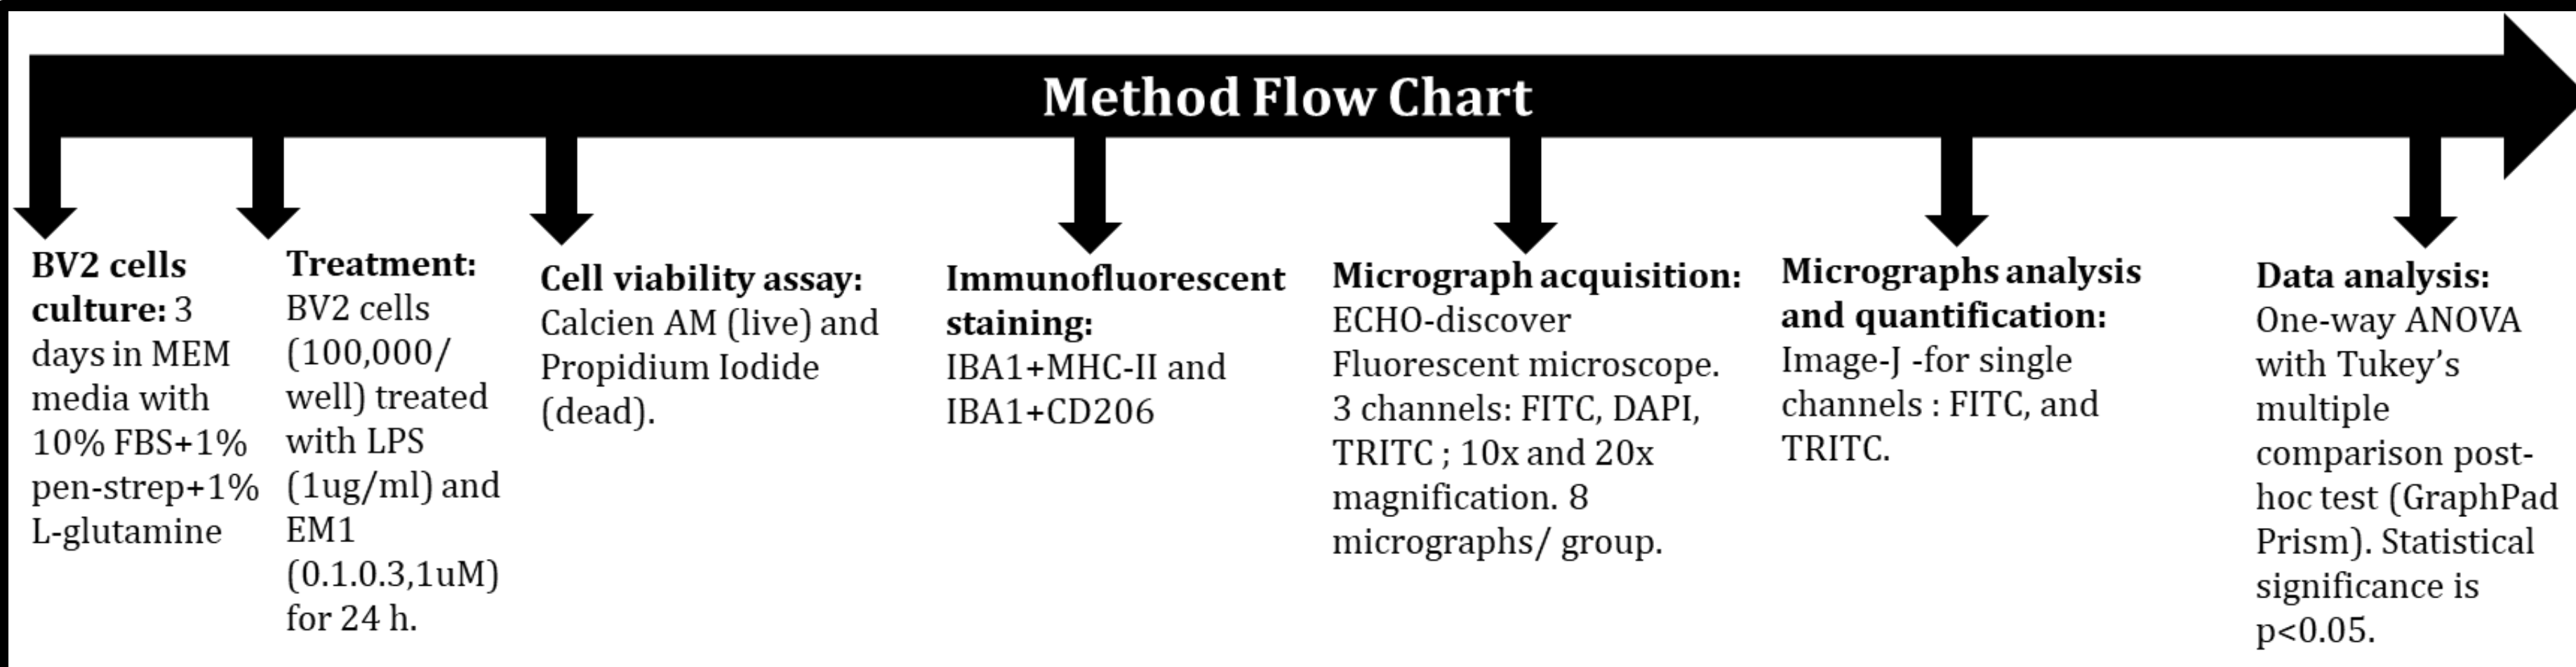 Method Flow Chart
BV2 cells
culture: 3
days in MEM
media with
10% FBS+1%
pen-strep+1%
L-glutamine
Treatment:
BV2 cells
(100,000/
well) treated
with LPS
(1ug/ml) and
EM1
(0.1.0.3,1uM)
for 24 h.
Cell viability assay:
Calcien AM (live) and
Propidium Iodide
(dead).
Immunofluorescent
staining:
IBA1+MHC-II and
IBA1+CD206
Micrograph acquisition:
ECHO-discover
Fluorescent microscope.
3 channels: FITC, DAPI,
TRITC ; 10x and 20x
magnification. 8
micrographs/ group.
Micrographs analysis
and quantification:
Image-J -for single
channels : FITC, and
TRITC.
Data analysis:
One-way ANOVA
with Tukey’s
multiple
comparison post-
hoc test (GraphPad
Prism). Statistical
significance is
p<0.05.